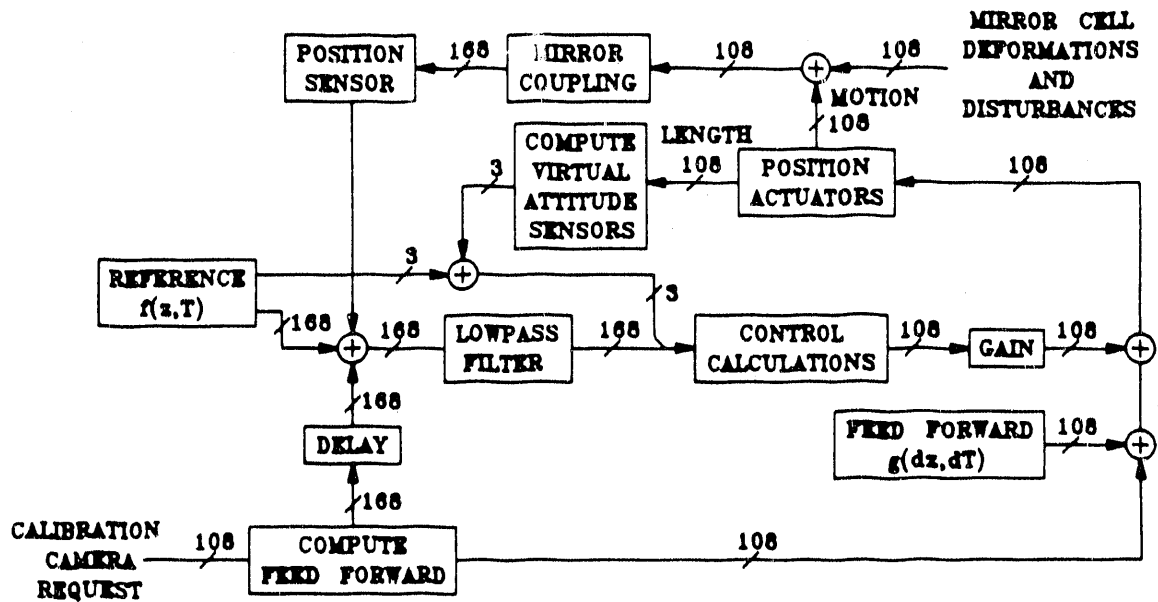 MIRROR CELL
DEFORMATIONS
AND
DISTURBANCES
108
108
168
POSITION
SENSOR
MIRROR
COUPLING
MOTION
108
LENGTH
108
108
3
COMPUTE
VIRTUAL
ATTITUDE
SENSORS
POSITION
ACTUATORS
REFERENCE
f(z,T)
3
3
168
168
LOWPASS
FILTER
168
CONTROL
CALCULATIONS
108
GAIN
108
168
DELAY
168
FEED FORWARD
g(dz,dT)
108
CALIBRATION
CAMERA
REQUEST
108
COMPUTE
FEED FORWARD
108